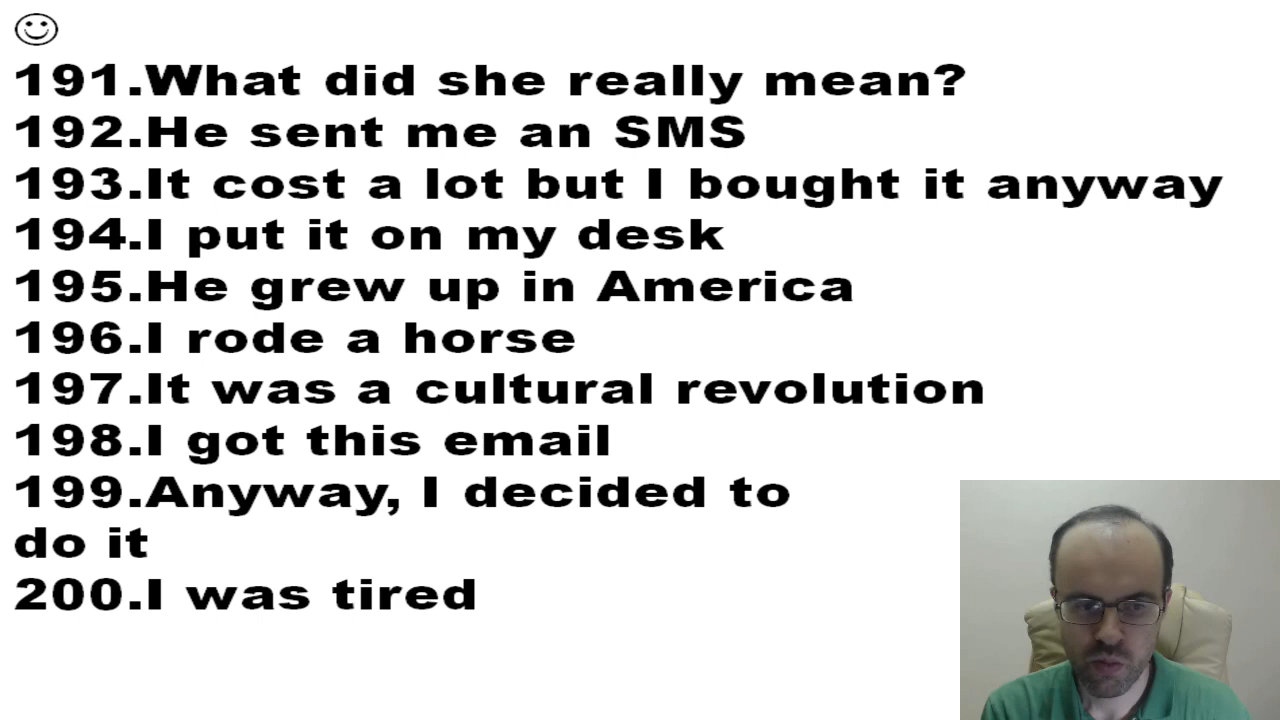 191.What did she really mean?
192.He sent me an SMS
193.It cost a lot but I bought it anyway
194.I put it on my desk
195.He grew up in America
196.I rode a horse
197.It was a cultural revolution
198.I got this email
199.Anyway, I decided to
do it
200.I was tired